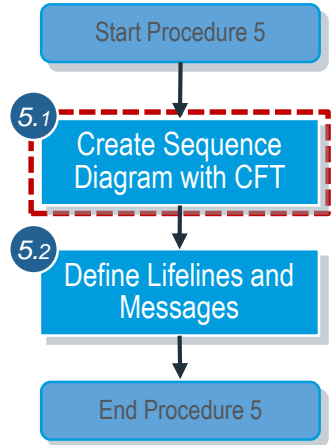 Start Procedure 5
5.1
Create Sequence
Diagram with CFT
5.2
Define Lifelines and
Messages
End Procedure 5